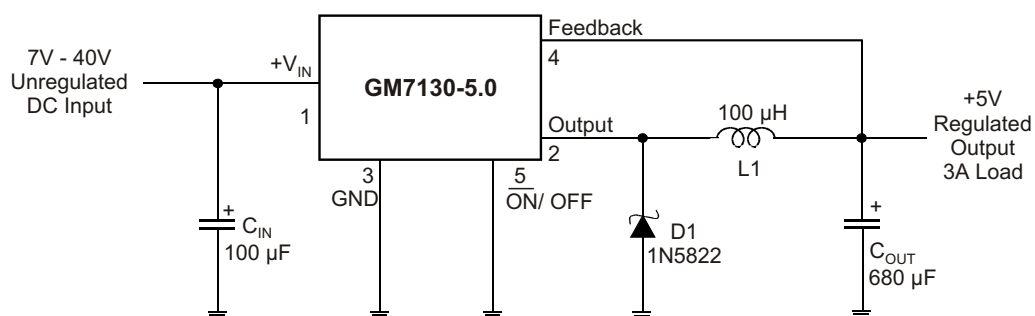 7V - 40V
Unregulated
DC Input
+VIN
1
GM7130-5.0
Feedback
4
Output
2
3
GND
5
ON/ OFF
+
CIN
100 µF
100 µH
L1
D1
1N5822
+
COUT
680 µF
+5V
Regulated
Output
3A Load